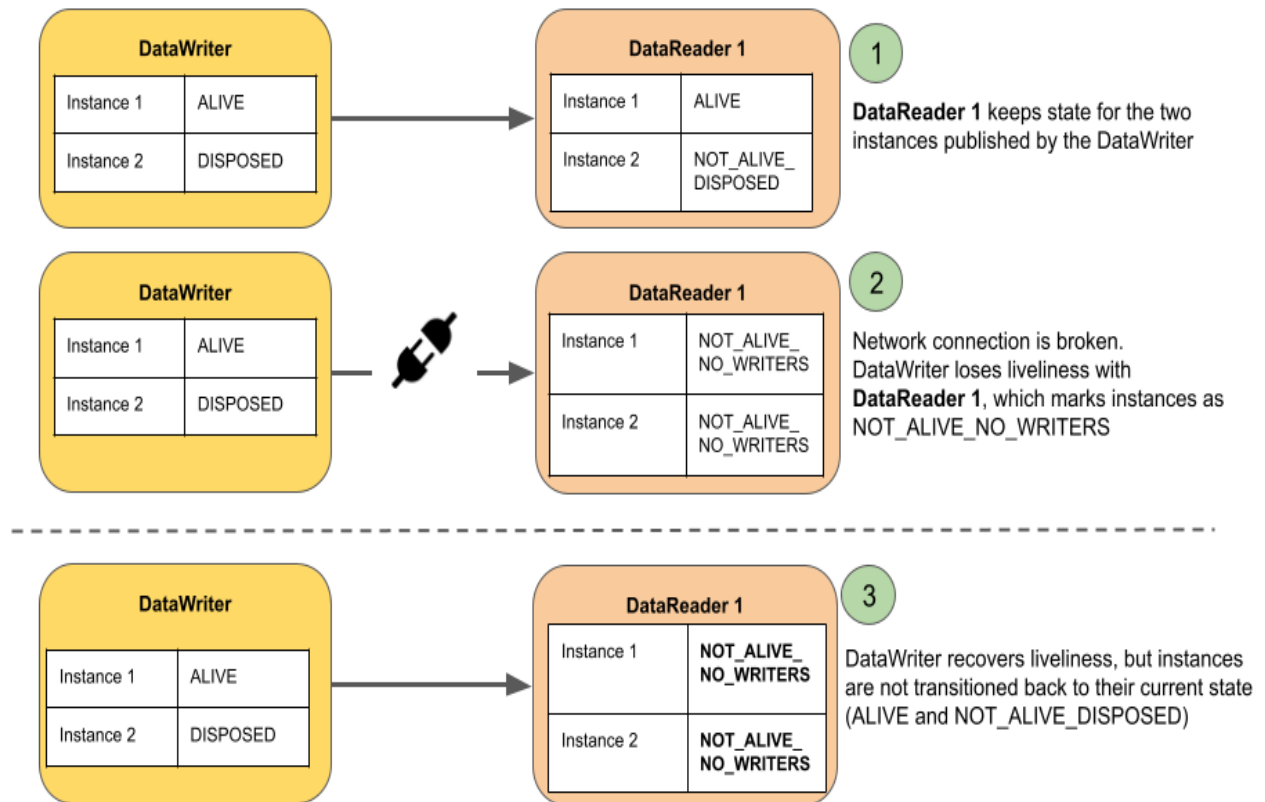 DataWriter
Instance 1 ALIVE
Instance 2 DISPOSED
DataReader 1
Instance 1 ALIVE
Instance 2 NOT_ALIVE_
DISPOSED
1
DataReader 1 keeps state for the two
instances published by the DataWriter
DataWriter
Instance 1 ALIVE
Instance 2 DISPOSED
DataReader 1
Instance 1 NOT_ALIVE_
NO_WRITERS
Instance 2 NOT_ALIVE_
NO_WRITERS
2
Network connection is broken.
DataWriter loses liveliness with
DataReader 1, which marks instances as
NOT_ALIVE_NO_WRITERS
DataWriter
Instance 1 ALIVE
Instance 2 DISPOSED
DataReader 1
Instance 1 NOT_ALIVE_
NO_WRITERS
Instance 2 NOT_ALIVE_
NO_WRITERS
3
DataWriter recovers liveliness, but instances
are not transitioned back to their current state
(ALIVE and NOT_ALIVE_DISPOSED)